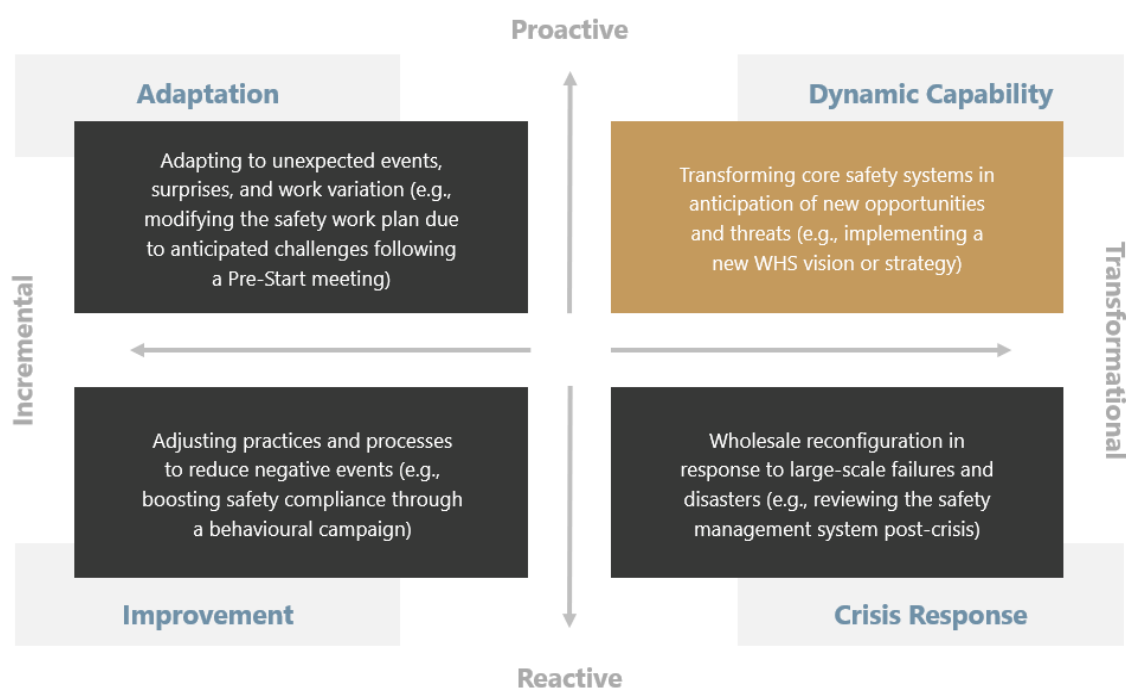 Proactive
Adaptation
Dynamic Capability
Adapting to unexpected events,
surprises, and work variation (e.g.,
modifying the safety work plan due
to anticipated challenges following
a Pre-Start meeting)
Transforming core safety systems in
anticipation of new opportunities
and threats (e.g., implementing a
new WHS vision or strategy)
Incremental
Transformational
Adjusting practices and processes
to reduce negative events (e.g.,
boosting safety compliance through
a behavioural campaign)
Wholesale reconfiguration in
response to large-scale failures and
disasters (e.g., reviewing the safety
management system post-crisis)
Improvement
Crisis Response
Reactive